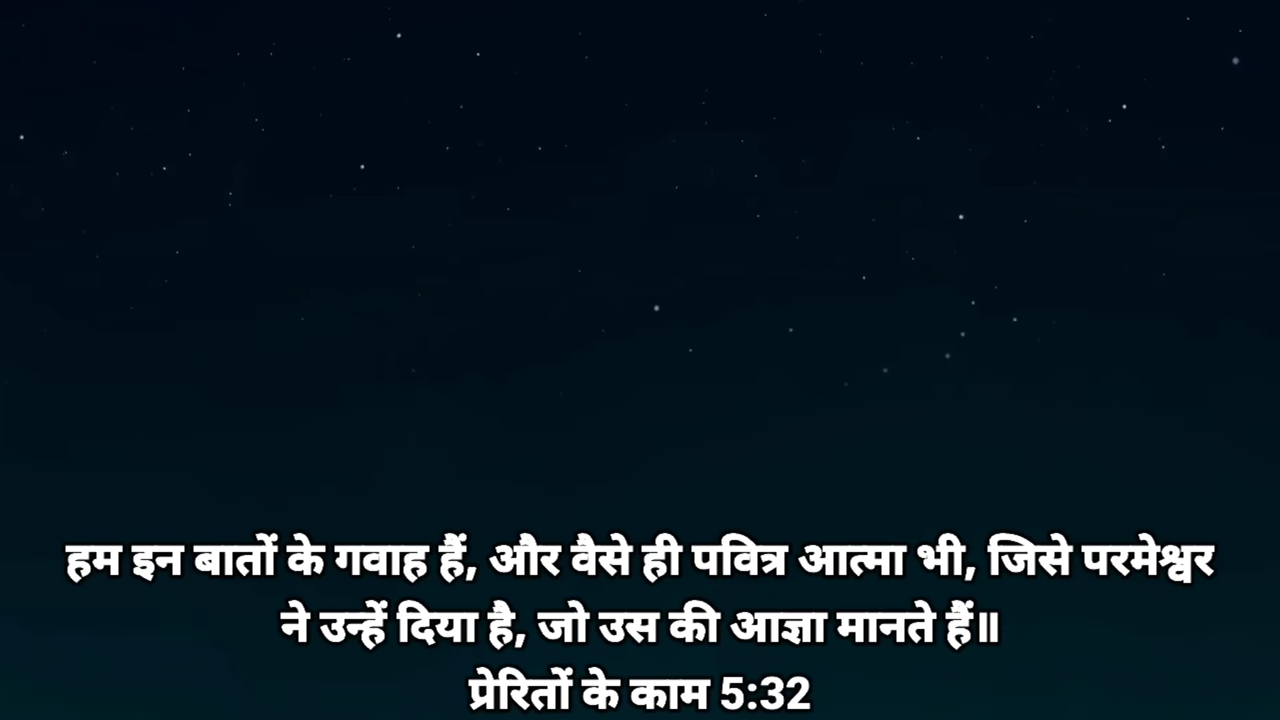 हम इन बातों के गवाह हैं, और वैसे ही पवित्र आत्मा भी, जिसे परमेश्वर
ने उन्हें दिया है, जो उस की आज्ञा मानते हैं॥
प्रेरितों के काम 5:32